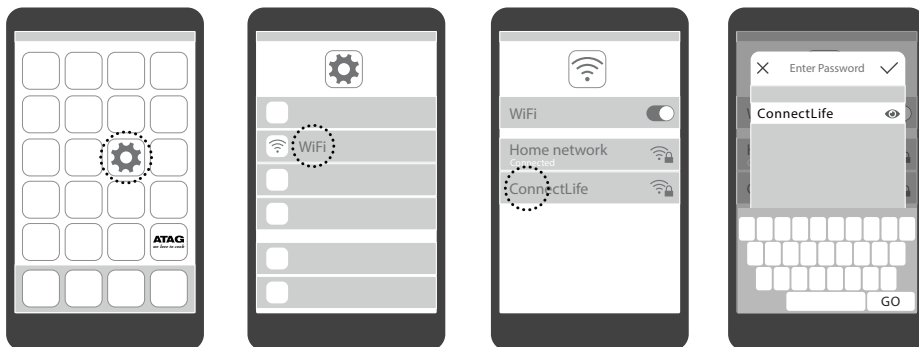 ATAG
we love to cook
WiFi
WiFi
Home network
Connected
ConnectLife
Enter Password
ConnectLife
GO